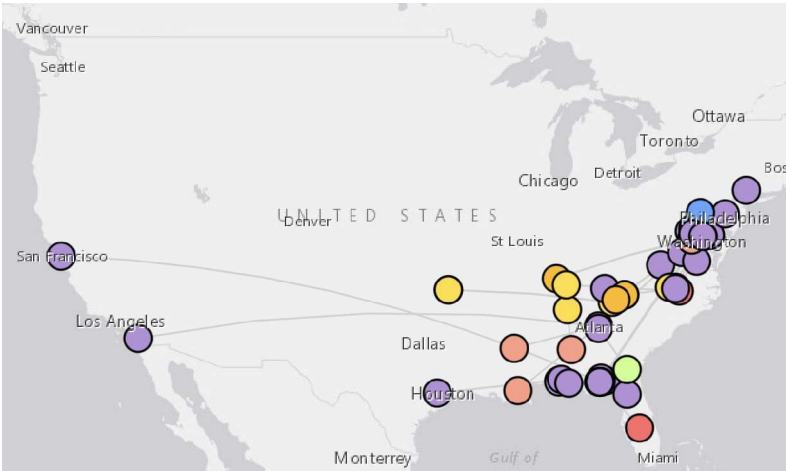 Vancouver
Seattle
Ottawa
Toronto
Bos
Detroit
Chicago
UNITED STATES
Denver
Philadelphia
St Louis
Washington
San Francisco
Los Angeles
Atlanta
Dallas
Houston
Monterrey
Gulf of
Miami